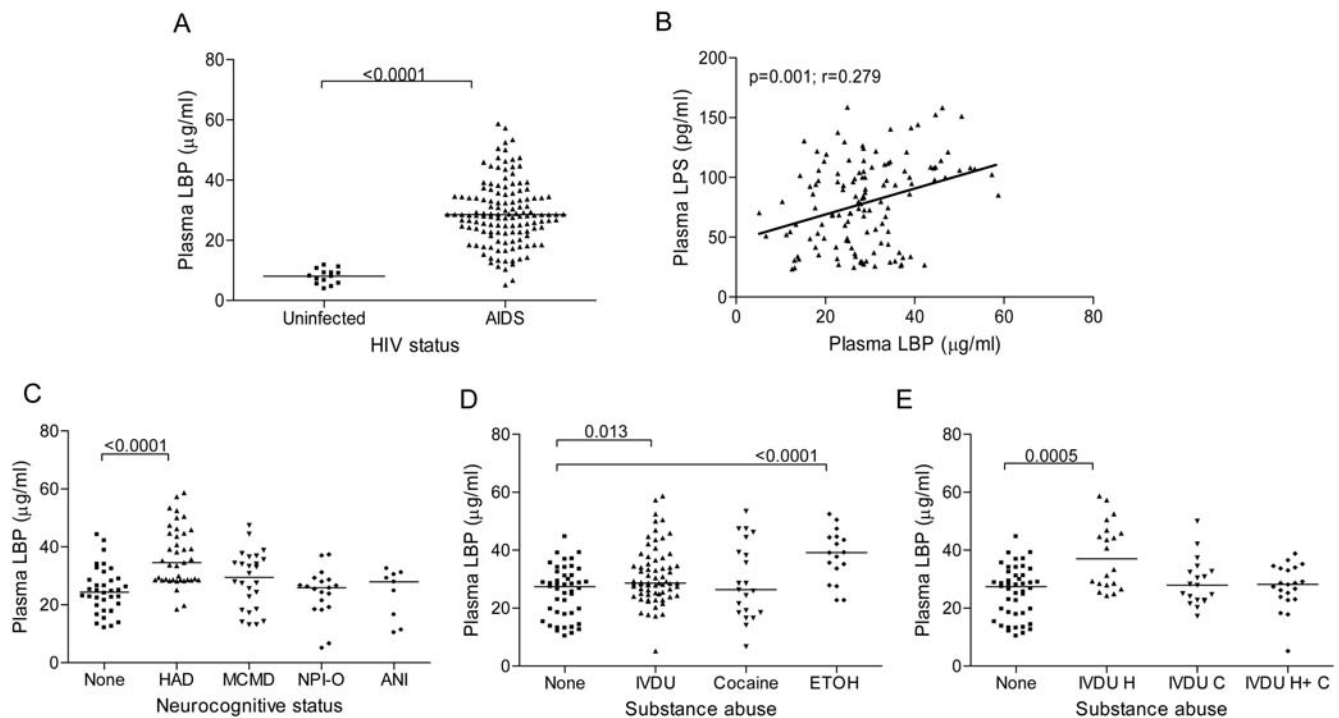 A
<0.0001
80
60
40
20
0
Plasma LBP (μg/ml)
Uninfected
AIDS
HIV status
B
p=0.001; r=0.279
200
150
100
50
0
Plasma LPS (pg/ml)
0
20
40
60
80
Plasma LBP (μg/ml)
C
<0.0001
80
60
40
20
0
Plasma LBP (μg/ml)
None
HAD
MCMD
NPI-O
ANI
Neurocognitive status
D
0.013
<0.0001
80
60
40
20
0
Plasma LBP (μg/ml)
None
IVDU
Cocaine
ETOH
Substance abuse
E
0.0005
80
60
40
20
0
Plasma LBP (μg/ml)
None
IVDU H
IVDU C
IVDU H+ C
Substance abuse